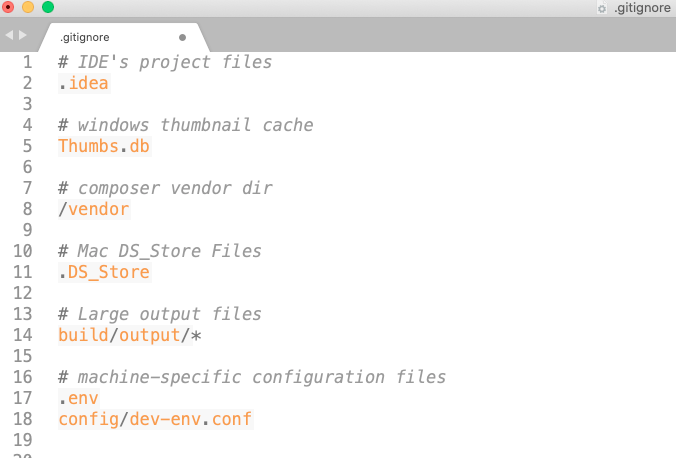 .gitignore
.gitignore
1 # IDE's project files
2 .idea
3
4 # windows thumbnail cache
5 Thumbs.db
6
7 # composer vendor dir
8 /vendor
9
10 # Mac DS_Store Files
11 .DS_Store
12
13 # Large output files
14 build/output/*
15
16 # machine-specific configuration files
17 .env
18 config/dev-env.conf
19